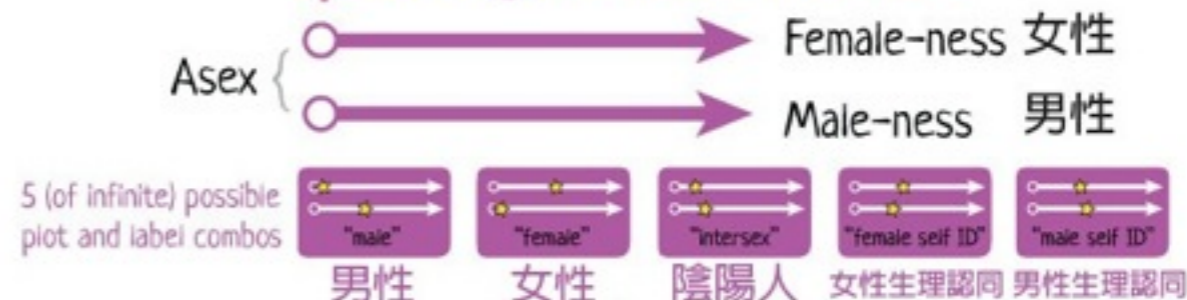 Female-ness 女性
Asex
Male-ness 男性
5 (of infinite) possible
plot and label combos
"male"
"female"
"intersex"
"female self ID"
"male self ID"
男性
女性
陰陽人
女性生理認同
男性生理認同